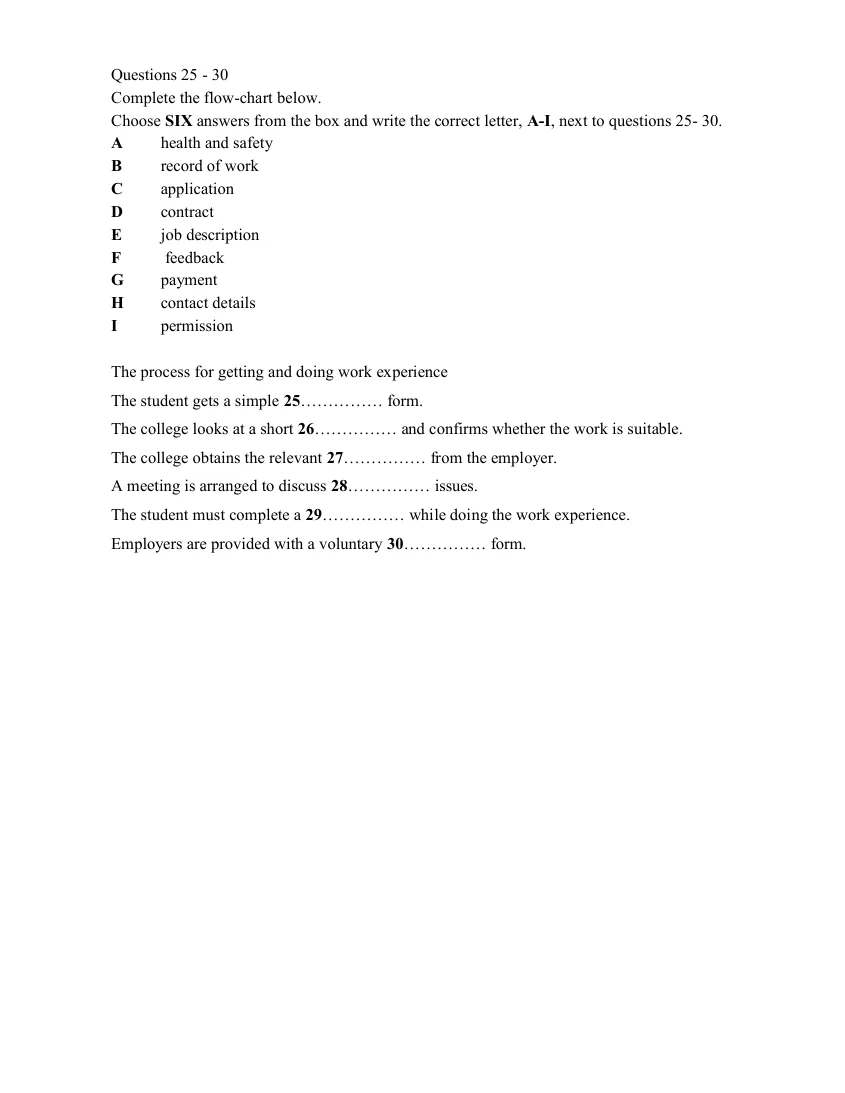 Questions 25 - 30
Complete the flow-chart below.
Choose SIX answers from the box and write the correct letter, A-I, next to questions 25- 30.
A health and safety
B record of work
C application
D contract
E job description
F feedback
G payment
H contact details
I permission
The process for getting and doing work experience
The student gets a simple 25…………… form.
The college looks at a short 26…………… and confirms whether the work is suitable.
The college obtains the relevant 27…………… from the employer.
A meeting is arranged to discuss 28…………… issues.
The student must complete a 29…………… while doing the work experience.
Employers are provided with a voluntary 30…………… form.